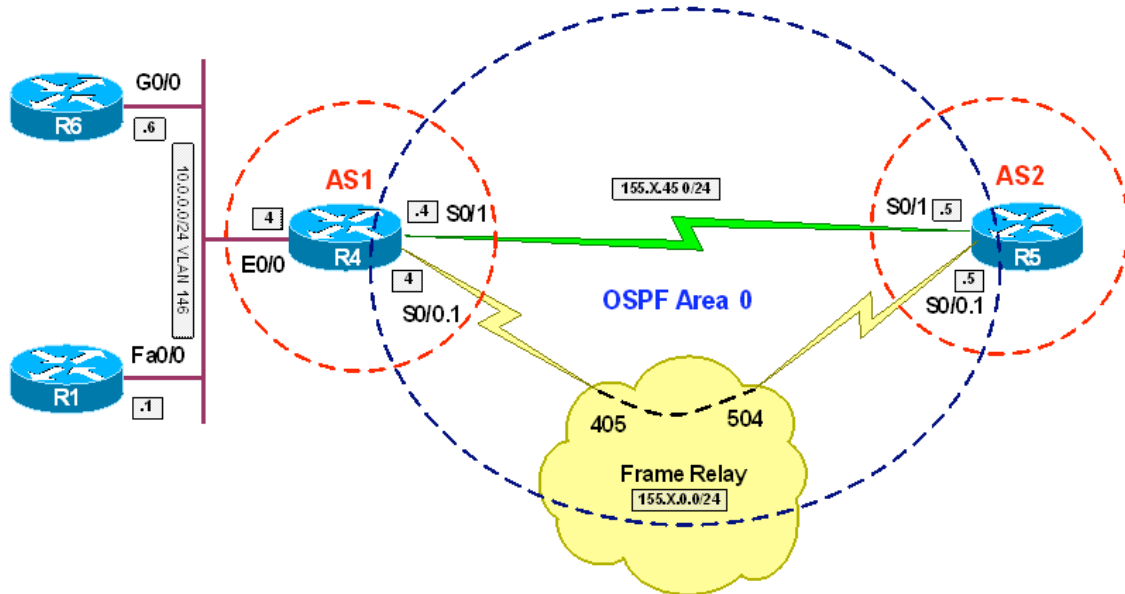 G0/0
R6
.6
10.0.0.0/24 VLAN 146
AS1
4
.4
S0/1
E0/0
R4
4
S0/0.1
155.X.45 0/24
OSPF Area 0
AS2
S0/1
.5
R5
.5
S0/0.1
Fa0/0
R1
.1
405
504
Frame Relay
155.X.0.0/24